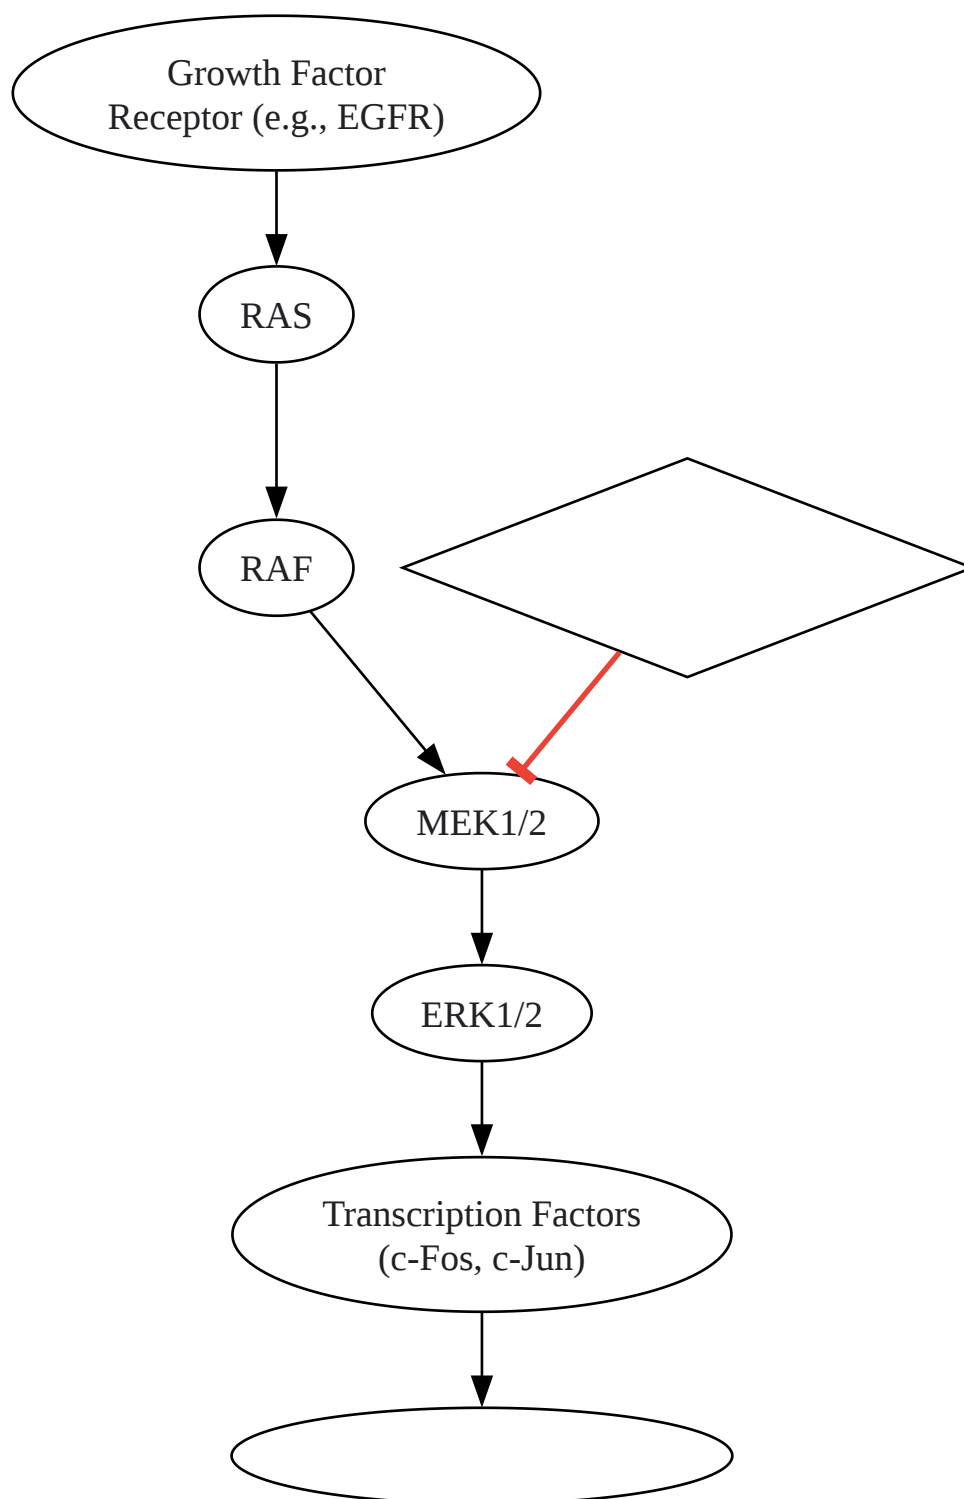 Growth Factor
Receptor (e.g., EGFR)
RAS
RAF
MEK1/2
ERK1/2
Transcription Factors
(c-Fos, c-Jun)